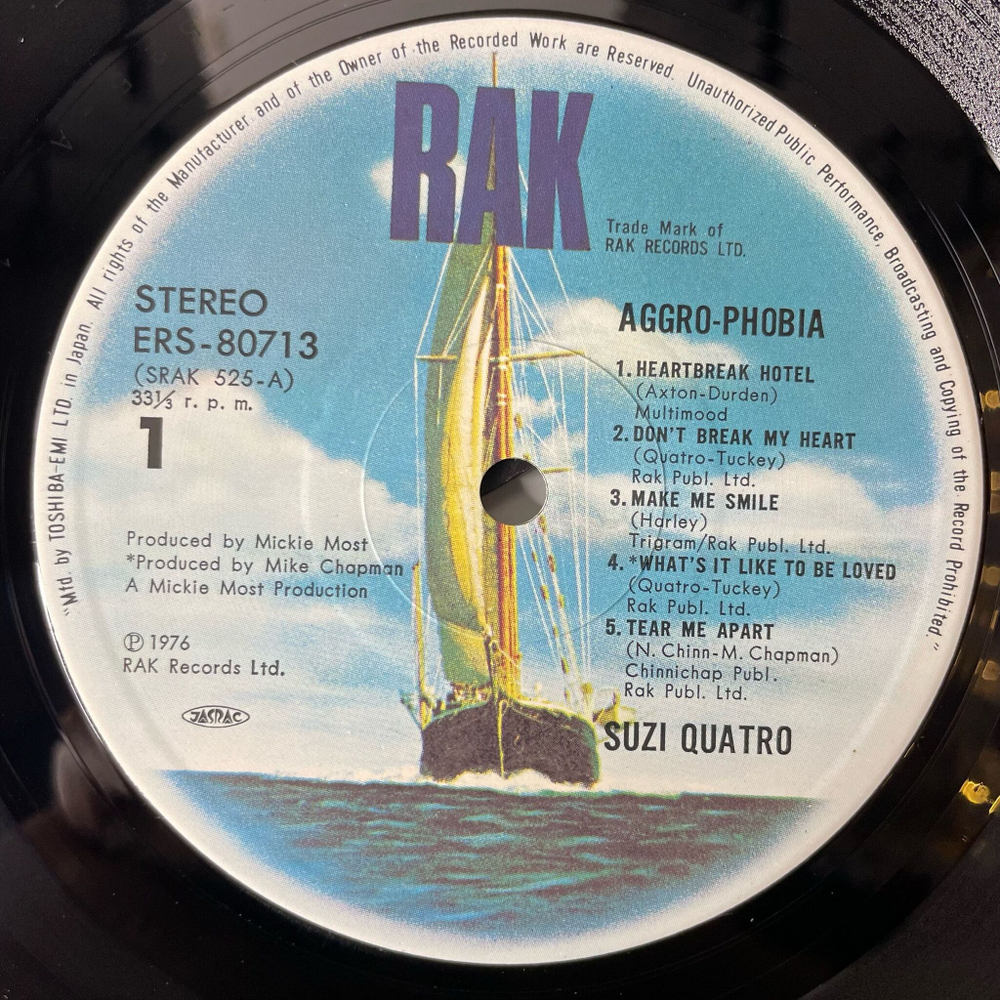 "Mfd. by TOSHIBA-EMI LTD. in Japan. All rights of the Manufacturer and of the Owner of the Recorded Work are Reserved. Unauthorized Public Performance, Broadcasting and Copying of the Record Prohibited."
RAK
Trade Mark of
RAK RECORDS LTD.
STEREO
ERS-80713
(SRAK 525-A)
33⅓ r. p. m.
1
Produced by Mickie Most
*Produced by Mike Chapman
A Mickie Most Production
Ⓟ 1976
RAK Records Ltd.
JASRAC
AGGRO-PHOBIA
1. HEARTBREAK HOTEL
(Axton-Durden)
Multimood
2. DON'T BREAK MY HEART
(Quatro-Tuckey)
Rak Publ. Ltd.
3. MAKE ME SMILE
(Harley)
Trigram/Rak Publ. Ltd.
4. *WHAT'S IT LIKE TO BE LOVED
(Quatro-Tuckey)
Rak Publ. Ltd.
5. TEAR ME APART
(N. Chinn-M. Chapman)
Chinnichap Publ.
Rak Publ. Ltd.
SUZI QUATRO